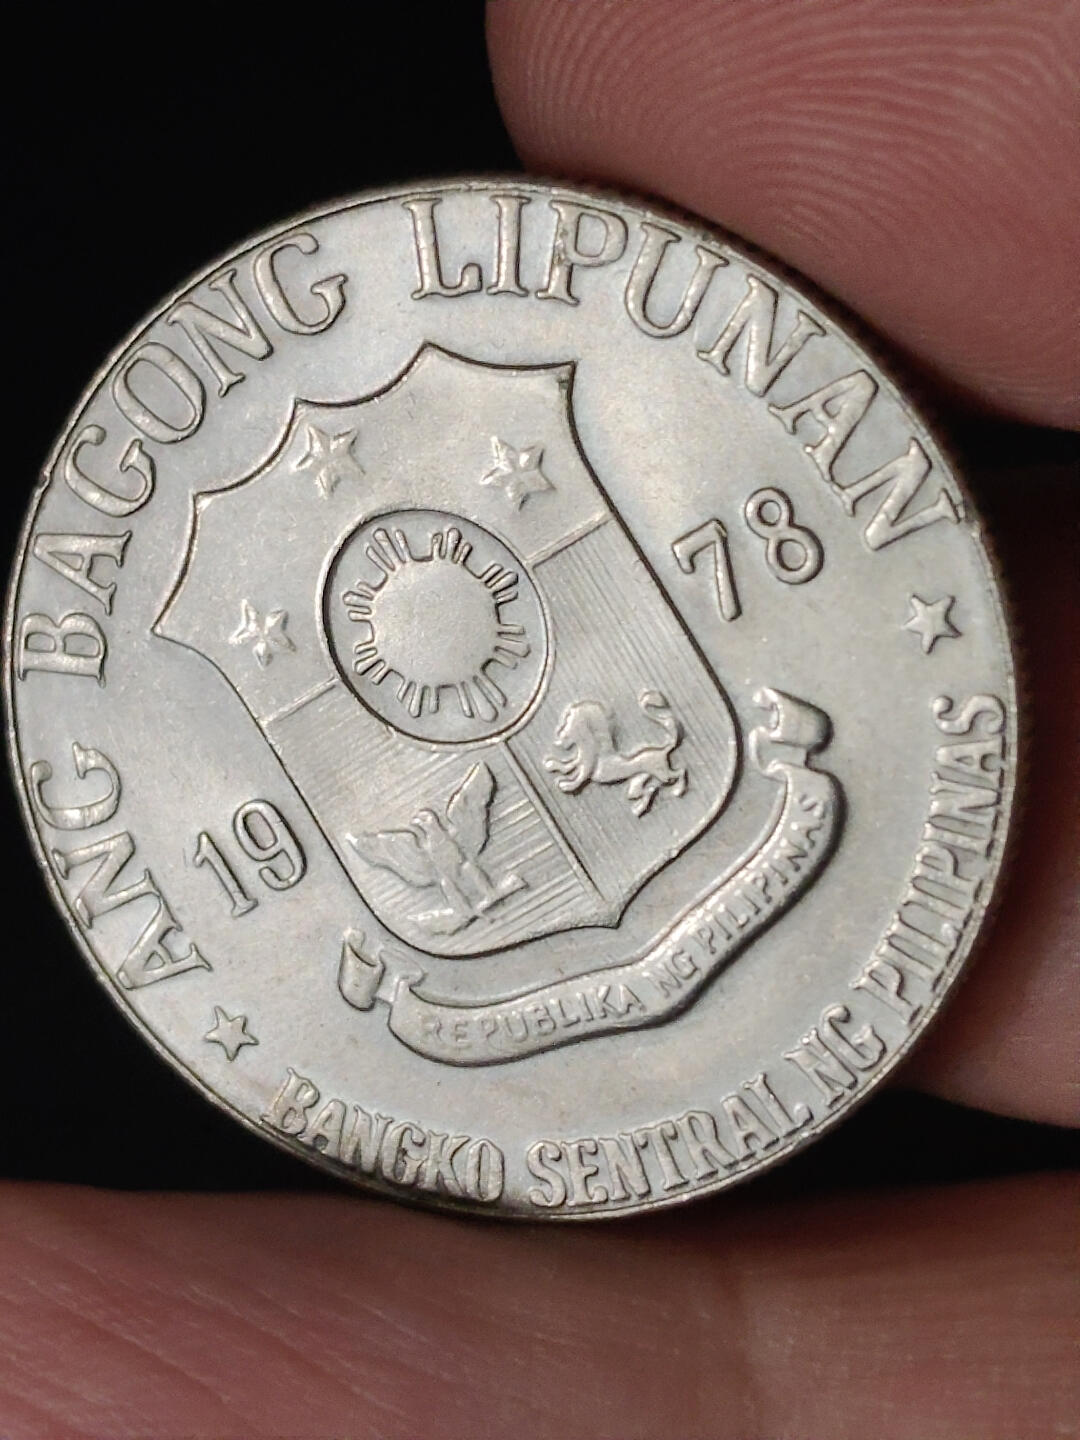 ANG BAGONG LIPUNAN
19 78
REPUBLIKA NG PILIPINAS
BANGKO SENTRAL NG PILIPINAS